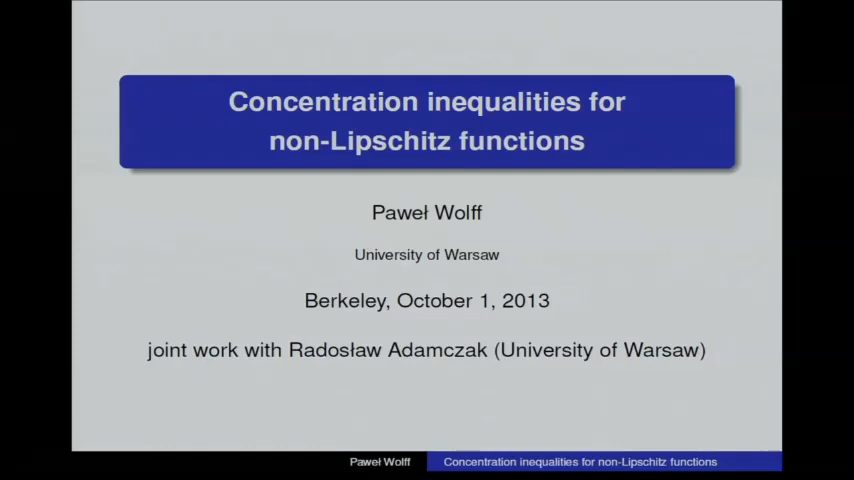 Concentration inequalities for
non-Lipschitz functions
Paweł Wolff
University of Warsaw
Berkeley, October 1, 2013
joint work with Radosław Adamczak (University of Warsaw)
Paweł Wolff
Concentration inequalities for non-Lipschitz functions